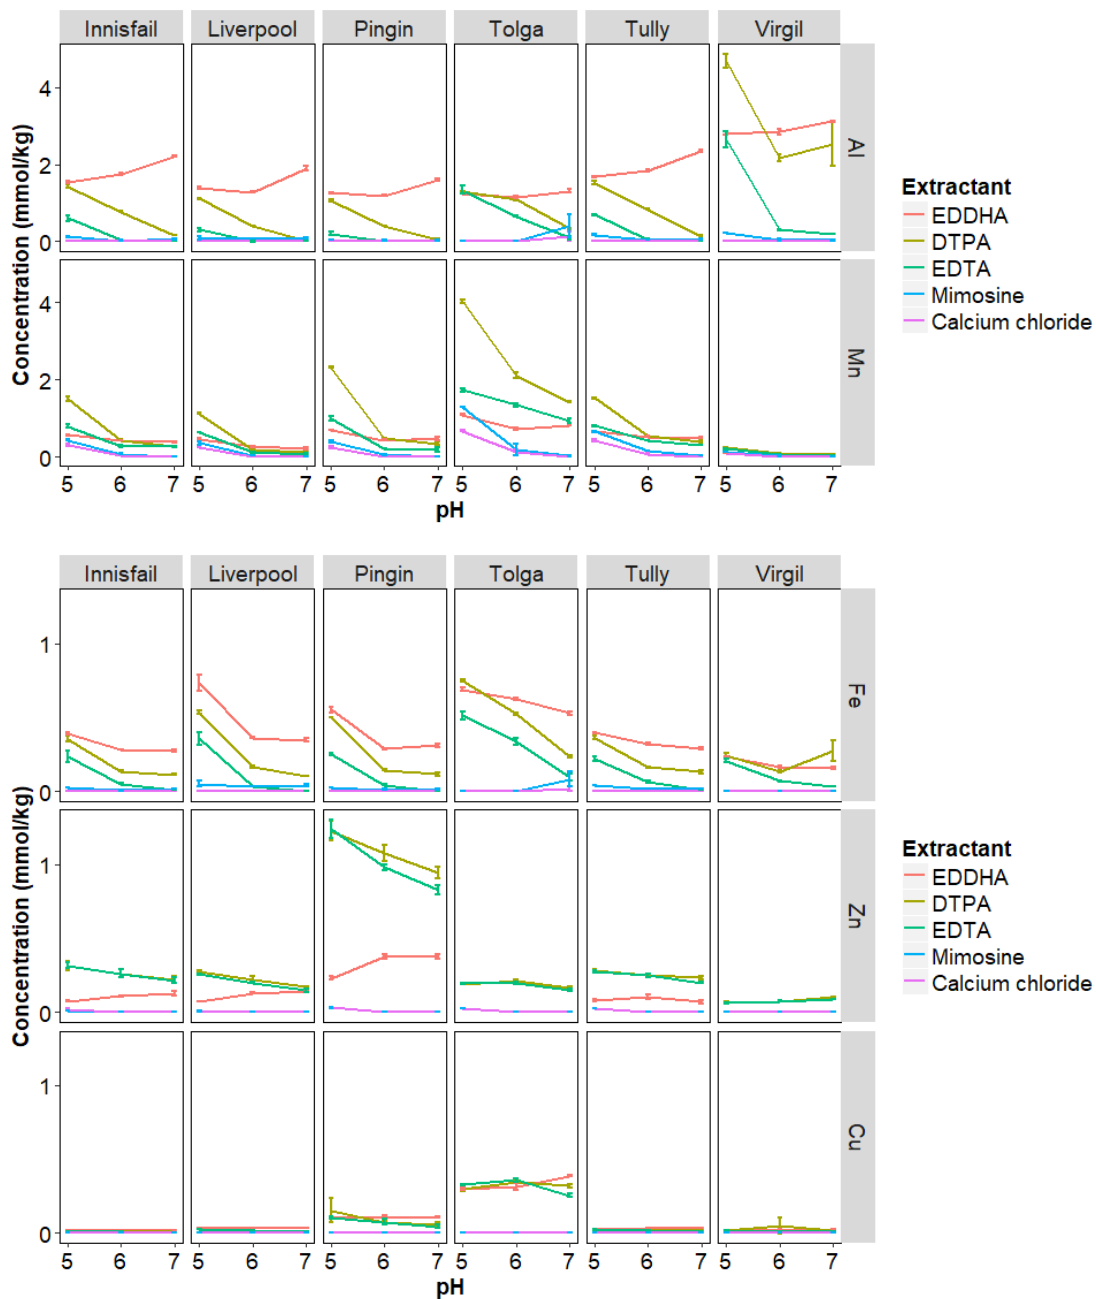 Innisfail Liverpool Pingin Tolga Tully Virgil
4
2
0
Al
4
2
0
Mn
Concentration (mmol/kg)
5 6 7 5 6 7 5 6 7 5 6 7 5 6 7 5 6 7
pH
Extractant
EDDHA
DTPA
EDTA
Mimosine
Calcium chloride
Innisfail Liverpool Pingin Tolga Tully Virgil
1
0
Fe
1
0
Zn
1
0
Cu
Concentration (mmol/kg)
5 6 7 5 6 7 5 6 7 5 6 7 5 6 7 5 6 7
pH
Extractant
EDDHA
DTPA
EDTA
Mimosine
Calcium chloride